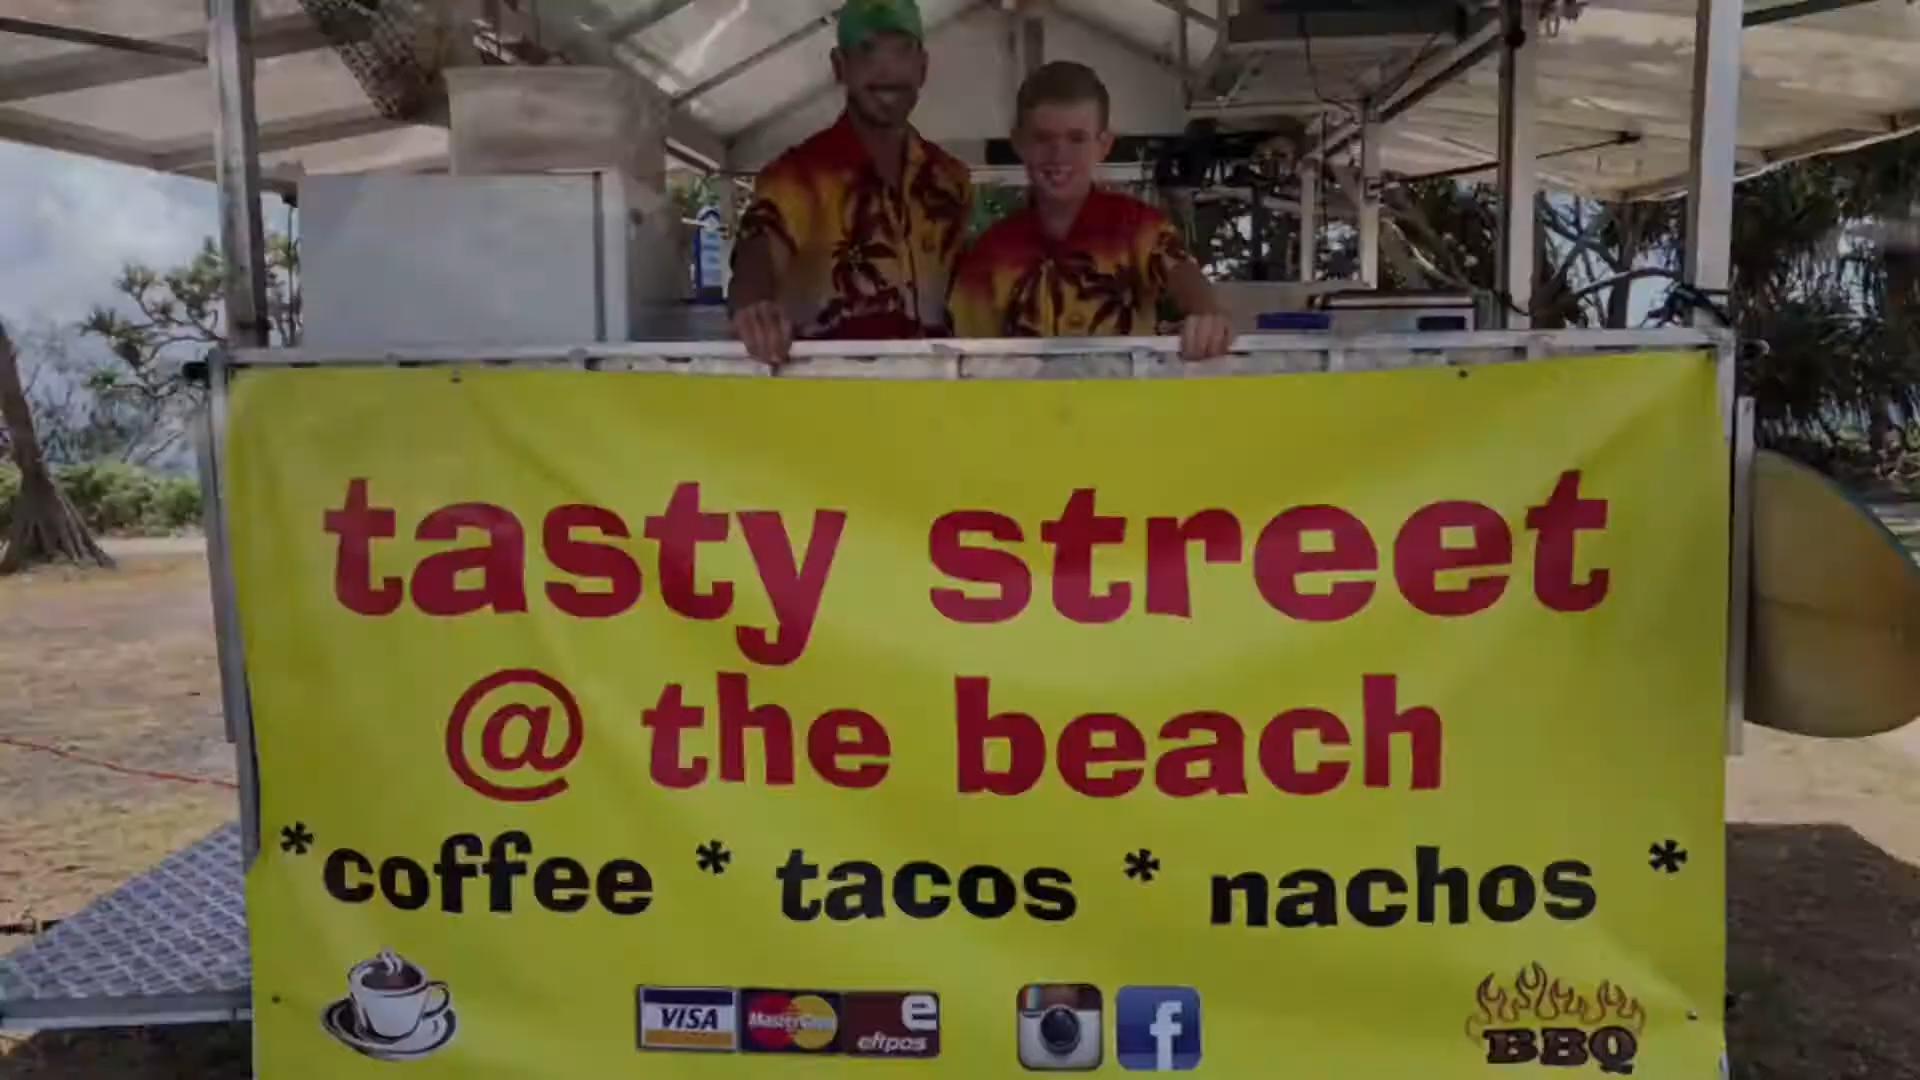 tasty street
@ the beach
*coffee * tacos * nachos *
VISA MasterCard e eftpos f BBQ